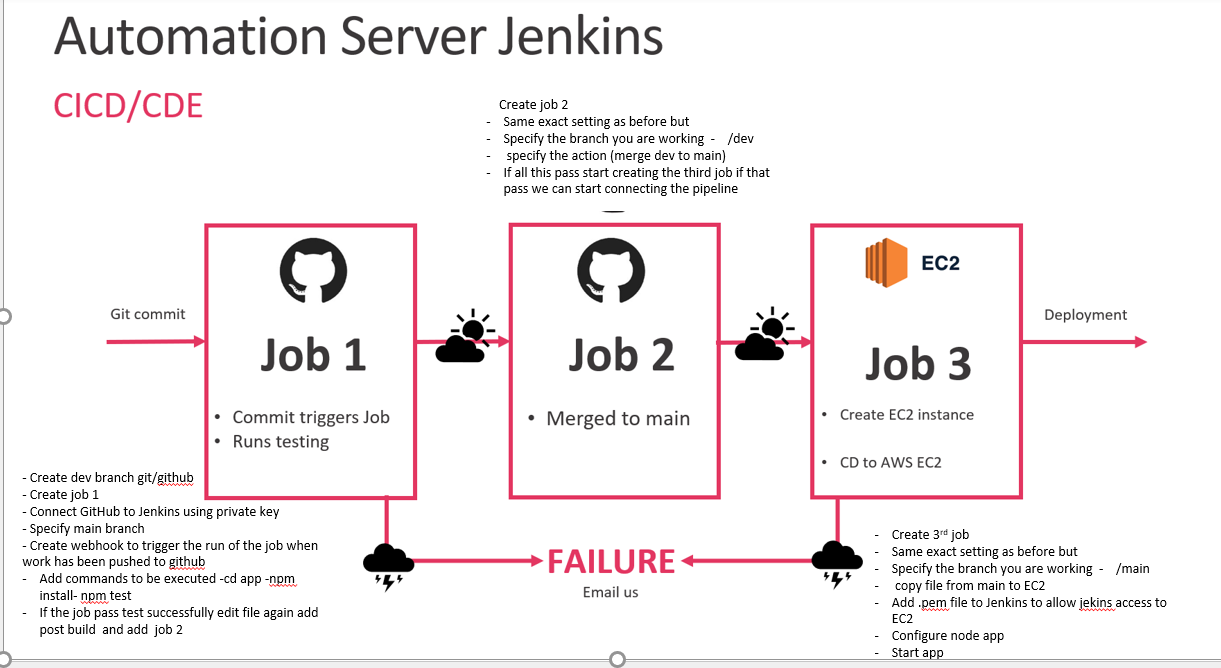 Automation Server Jenkins
CICD/CDE
Create job 2
- Same exact setting as before but
- Specify the branch you are working - /dev
- specify the action (merge dev to main)
- If all this pass start creating the third job if that
pass we can start connecting the pipeline
Git commit
Job 1
• Commit triggers Job
• Runs testing
Job 2
• Merged to main
EC2
Job 3
• Create EC2 instance
• CD to AWS EC2
Deployment
- Create dev branch git/github
- Create job 1
- Connect GitHub to Jenkins using private key
- Specify main branch
- Create webhook to trigger the run of the job when
work has been pushed to github
- Add commands to be executed -cd app -npm
install- npm test
- If the job pass test successfully edit file again add
post build and add job 2
FAILURE
Email us
- Create 3rd job
- Same exact setting as before but
- Specify the branch you are working - /main
- copy file from main to EC2
- Add .pem file to Jenkins to allow jekins access to
EC2
- Configure node app
- Start app